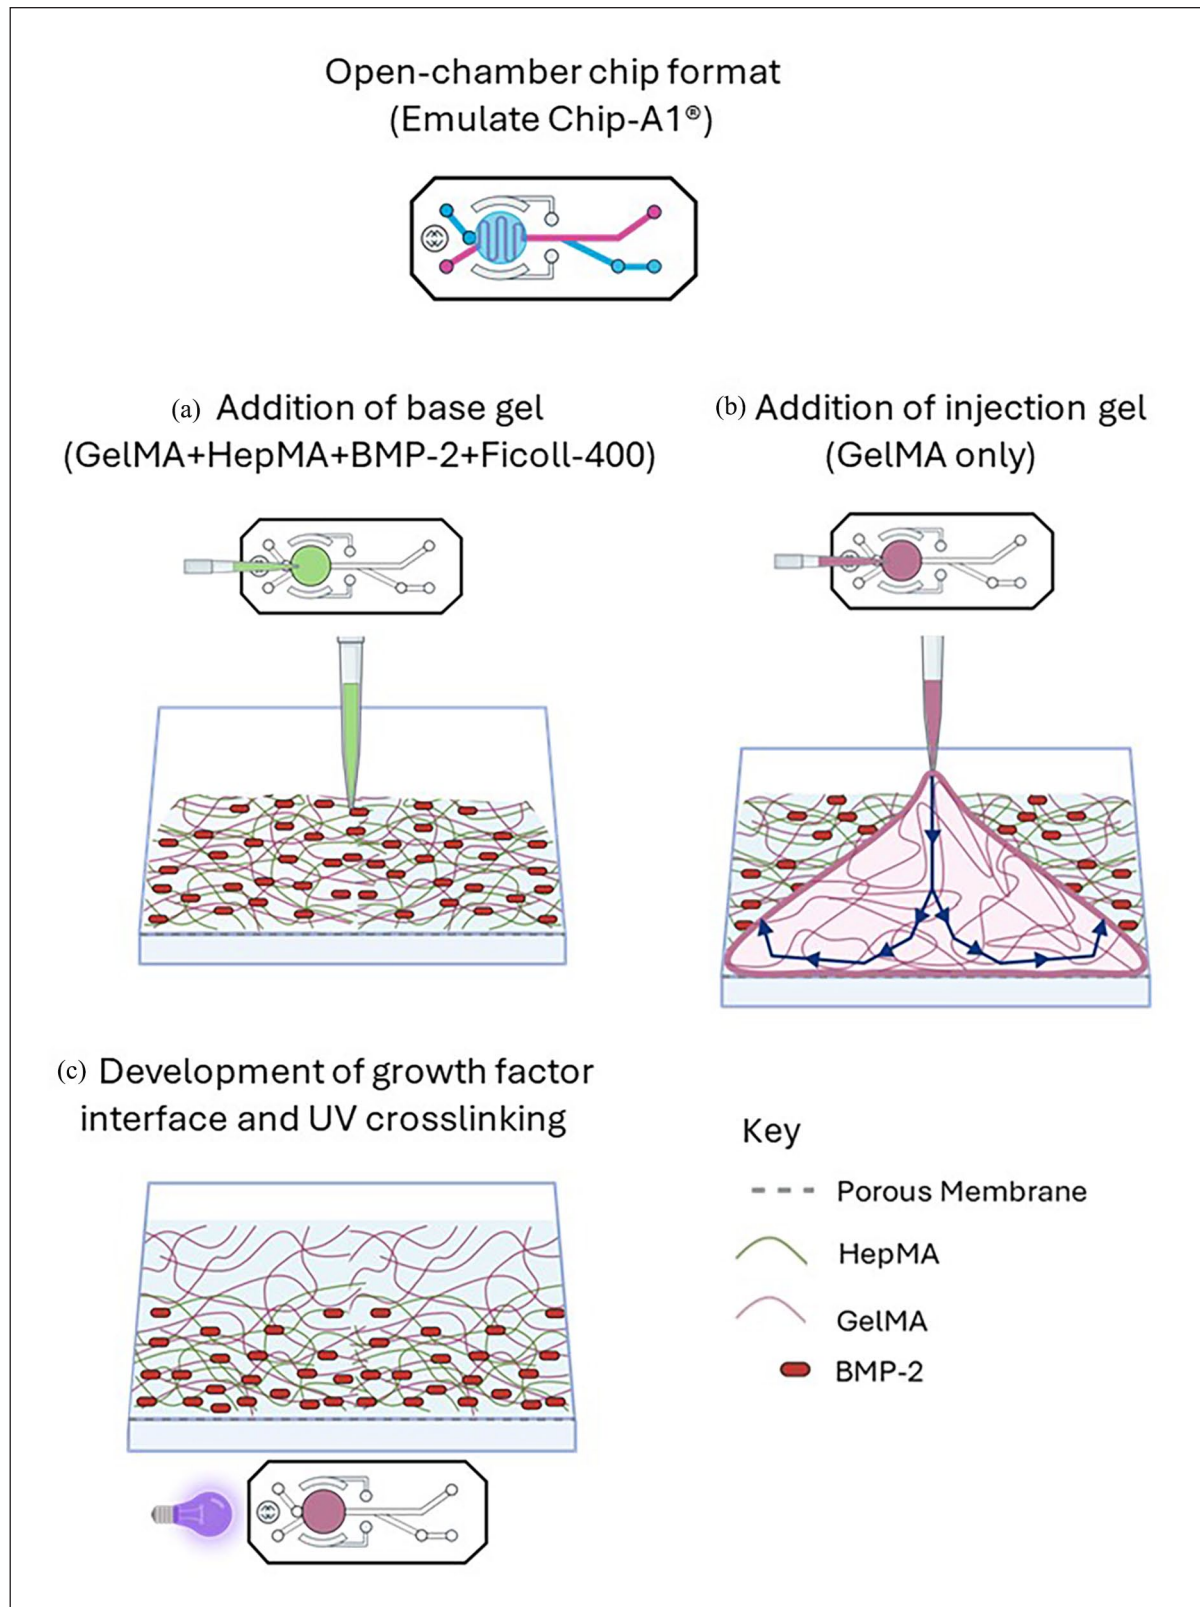 Open-chamber chip format
(Emulate Chip-A1®)
(a) Addition of base gel
(GelMA+HepMA+BMP-2+Ficoll-400)
(b) Addition of injection gel
(GelMA only)
(c) Development of growth factor
interface and UV crosslinking
Key
Porous Membrane
HepMA
GelMA
BMP-2